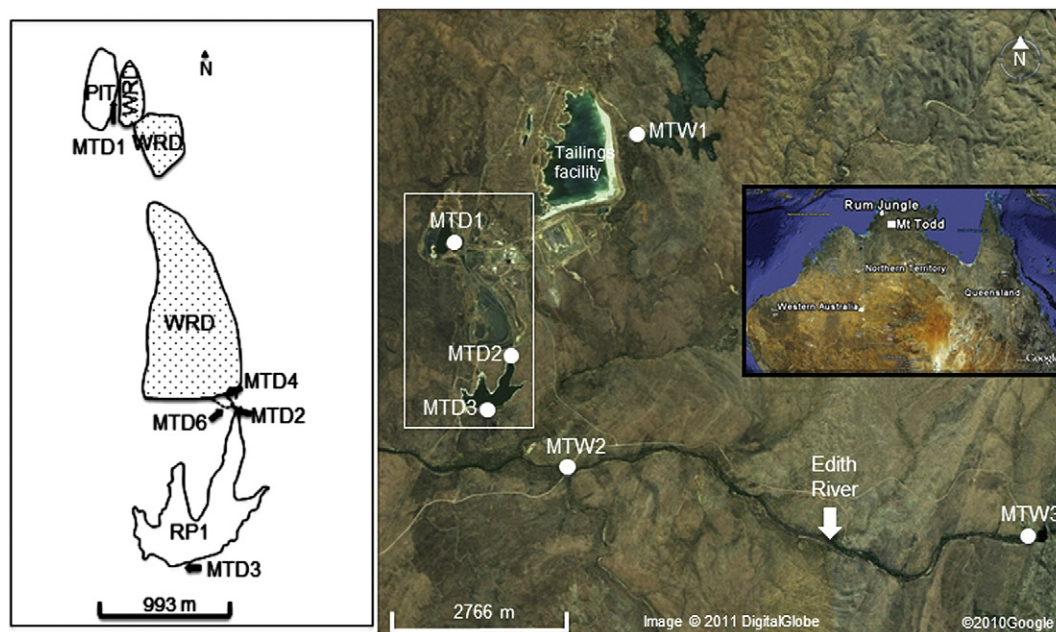 N
PIT
WRD
MTD1
WRD
WRD
MTD4
MTD6
MTD2
RP1
MTD3
993 m
N
MTW1
Tailings
facility
MTD1
MTD2
MTD3
MTW2
Edith
River
MTW3
2766 m
Image © 2011 DigitalGlobe
©2010Google
Rum Jungle
Mt Todd
Northern Territory
Queensland
Western Australia
Google